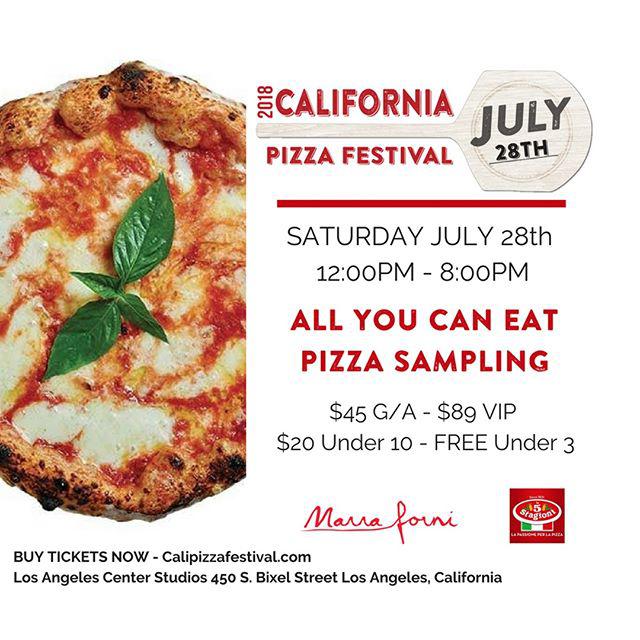 2018 CALIFORNIA
PIZZA FESTIVAL
JULY
28TH
SATURDAY JULY 28th
12:00PM - 8:00PM
ALL YOU CAN EAT
PIZZA SAMPLING
$45 G/A - $89 VIP
$20 Under 10 - FREE Under 3
Marra forni
5
Stagioni
LA PASSIONE PER LA PIZZA
BUY TICKETS NOW - Calipizzafestival.com
Los Angeles Center Studios 450 S. Bixel Street Los Angeles, California